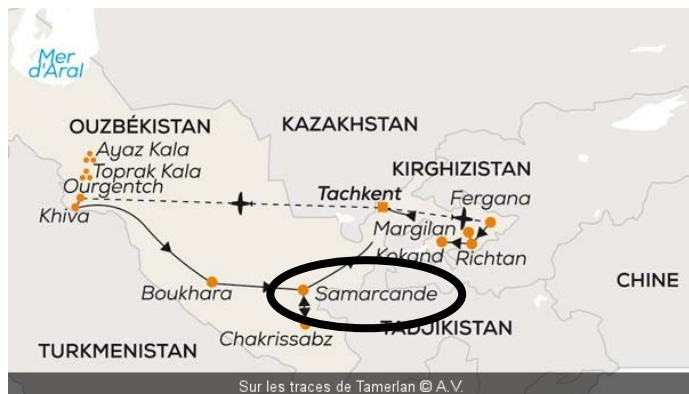 Mer
d'Aral
OUZBÉKISTAN
KAZAKHSTAN
Ayaz Kala
Toprak Kala
Ourgentch
Khiva
KIRGHIZISTAN
Tachkent
Fergana
Margilan
Kokand
Richtan
CHINE
Boukhara
Samarcande
TADJIKISTAN
Chakrissabz
TURKMENISTAN
Sur les traces de Tamerlan © A.V.